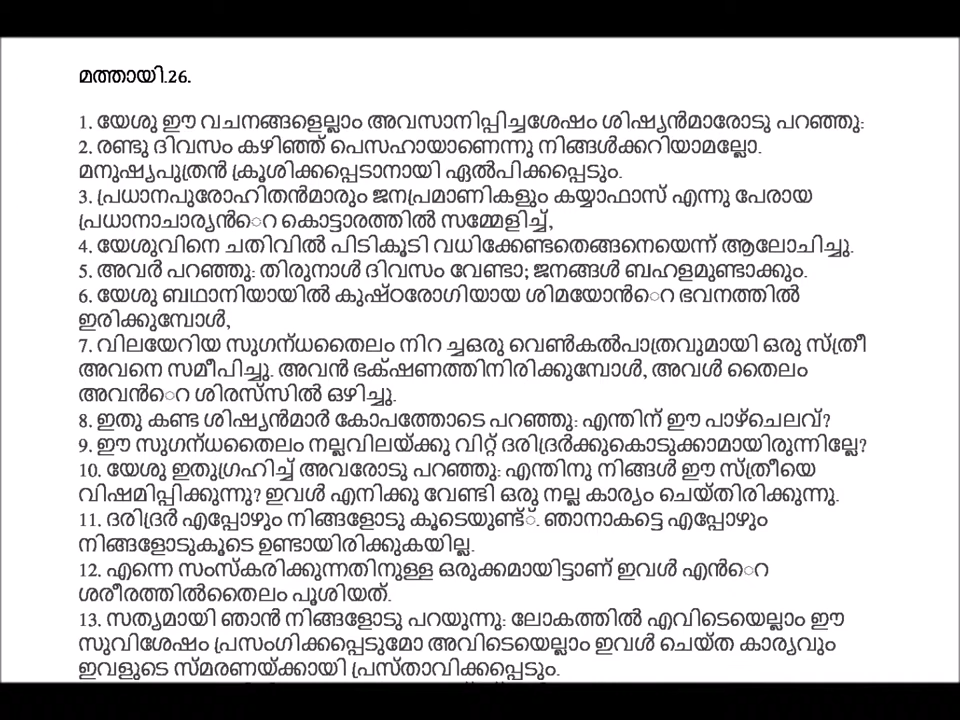 മത്തായി.26.
1. യേശു ഈ വചനങ്ങളെല്ലാം അവസാനിപ്പിച്ചശേഷം ശിഷ്യൻമാരോടു പറഞ്ഞു:
2. രണ്ടു ദിവസം കഴിഞ്ഞ് പെസഹായാണെന്നു നിങ്ങൾക്കറിയാമല്ലോ.
മനുഷ്യപുത്രൻ ക്രൂശിക്കപ്പെടാനായി ഏൽപിക്കപ്പെടും.
3. പ്രധാനപുരോഹിതൻമാരും ജനപ്രമാണികളും കയ്യാഫാസ് എന്നു പേരായ
പ്രധാനാചാര്യൻെറ കൊട്ടാരത്തിൽ സമ്മേളിച്ച്,
4. യേശുവിനെ ചതിവിൽ പിടികൂടി വധിക്കേണ്ടതെങ്ങനെയെന്ന് ആലോചിച്ചു.
5. അവർ പറഞ്ഞു: തിരുനാൾ ദിവസം വേണ്ടാ; ജനങ്ങൾ ബഹളമുണ്ടാക്കും.
6. യേശു ബഥാനിയായിൽ കുഷ്ഠരോഗിയായ ശിമയോൻെറ ഭവനത്തിൽ
ഇരിക്കുമ്പോൾ,
7. വിലയേറിയ സുഗന്ധതൈലം നിറ ച്ചഒരു വെൺകൽപാത്രവുമായി ഒരു സ്ത്രീ
അവനെ സമീപിച്ചു. അവൻ ഭക്ഷണത്തിനിരിക്കുമ്പോൾ, അവൾ തൈലം
അവൻെറ ശിരസ്സിൽ ഒഴിച്ചു.
8. ഇതു കണ്ട ശിഷ്യൻമാർ കോപത്തോടെ പറഞ്ഞു: എന്തിന് ഈ പാഴ്ചെലവ്?
9. ഈ സുഗന്ധതൈലം നല്ലവിലയ്ക്കു വിറ്റ് ദരിദ്രർക്കുകൊടുക്കാമായിരുന്നില്ലേ?
10. യേശു ഇതുഗ്രഹിച്ച് അവരോടു പറഞ്ഞു: എന്തിനു നിങ്ങൾ ഈ സ്ത്രീയെ
വിഷമിപ്പിക്കുന്നു? ഇവൾ എനിക്കു വേണ്ടി ഒരു നല്ല കാര്യം ചെയ്തിരിക്കുന്നു.
11. ദരിദ്രർ എപ്പോഴും നിങ്ങളോടു കൂടെയുണ്ട്്. ഞാനാകട്ടെ എപ്പോഴും
നിങ്ങളോടുകൂടെ ഉണ്ടായിരിക്കുകയില്ല.
12. എന്നെ സംസ്കരിക്കുന്നതിനുള്ള ഒരുക്കമായിട്ടാണ് ഇവൾ എൻെറ
ശരീരത്തിൽതൈലം പൂശിയത്.
13. സത്യമായി ഞാൻ നിങ്ങളോടു പറയുന്നു: ലോകത്തിൽ എവിടെയെല്ലാം ഈ
സുവിശേഷം പ്രസംഗിക്കപ്പെടുമോ അവിടെയെല്ലാം ഇവൾ ചെയ്ത കാര്യവും
ഇവളുടെ സ്മരണയ്ക്കായി പ്രസ്താവിക്കപ്പെടും.